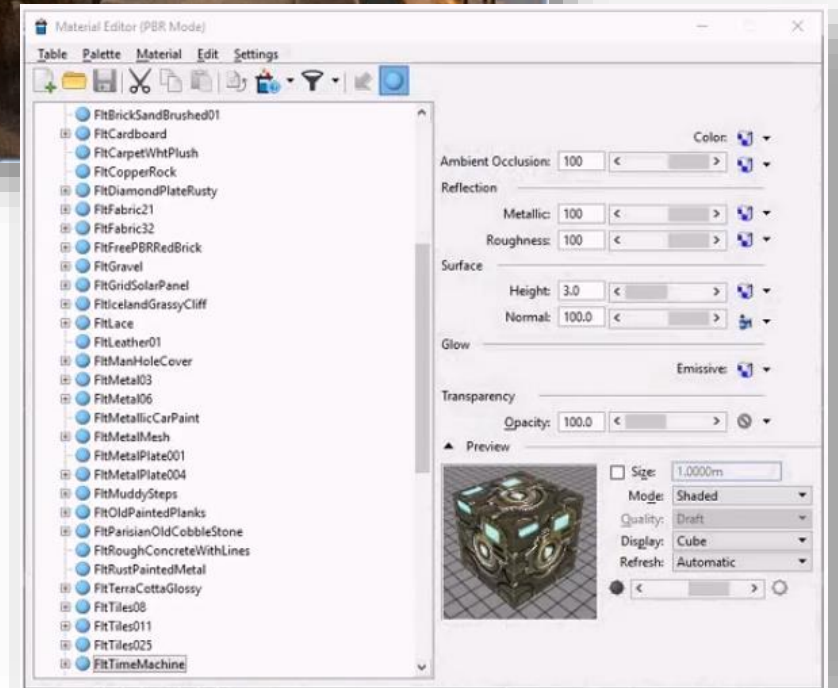 Material Editor (PBR Mode)
Table Palette Material Edit Settings
FltBrickSandBrushed01
FltCardboard
FltCarpetWhtPlush
FltCopperRock
FltDiamondPlateRusty
FltFabric21
FltFabric32
FltFreePBRRedBrick
FltGravel
FltGridSolarPanel
FltIcelandGrassyCliff
FltLace
FltLeather01
FltManHoleCover
FltMetal03
FltMetal06
FltMetallicCarPaint
FltMetalMesh
FltMetalPlate001
FltMetalPlate004
FltMuddySteps
FltOldPaintedPlanks
FltParisianOldCobbleStone
FltRoughConcreteWithLines
FltRustPaintedMetal
FltTerraCottaGlossy
FltTiles08
FltTiles011
FltTiles025
FltTimeMachine
Color:
Ambient Occlusion: 100
Reflection
Metallic: 100
Roughness: 100
Surface
Height: 3.0
Normal: 100.0
Glow
Emissive:
Transparency
Opacity: 100.0
Preview
Size: 1.0000m
Mode: Shaded
Quality: Draft
Display: Cube
Refresh: Automatic